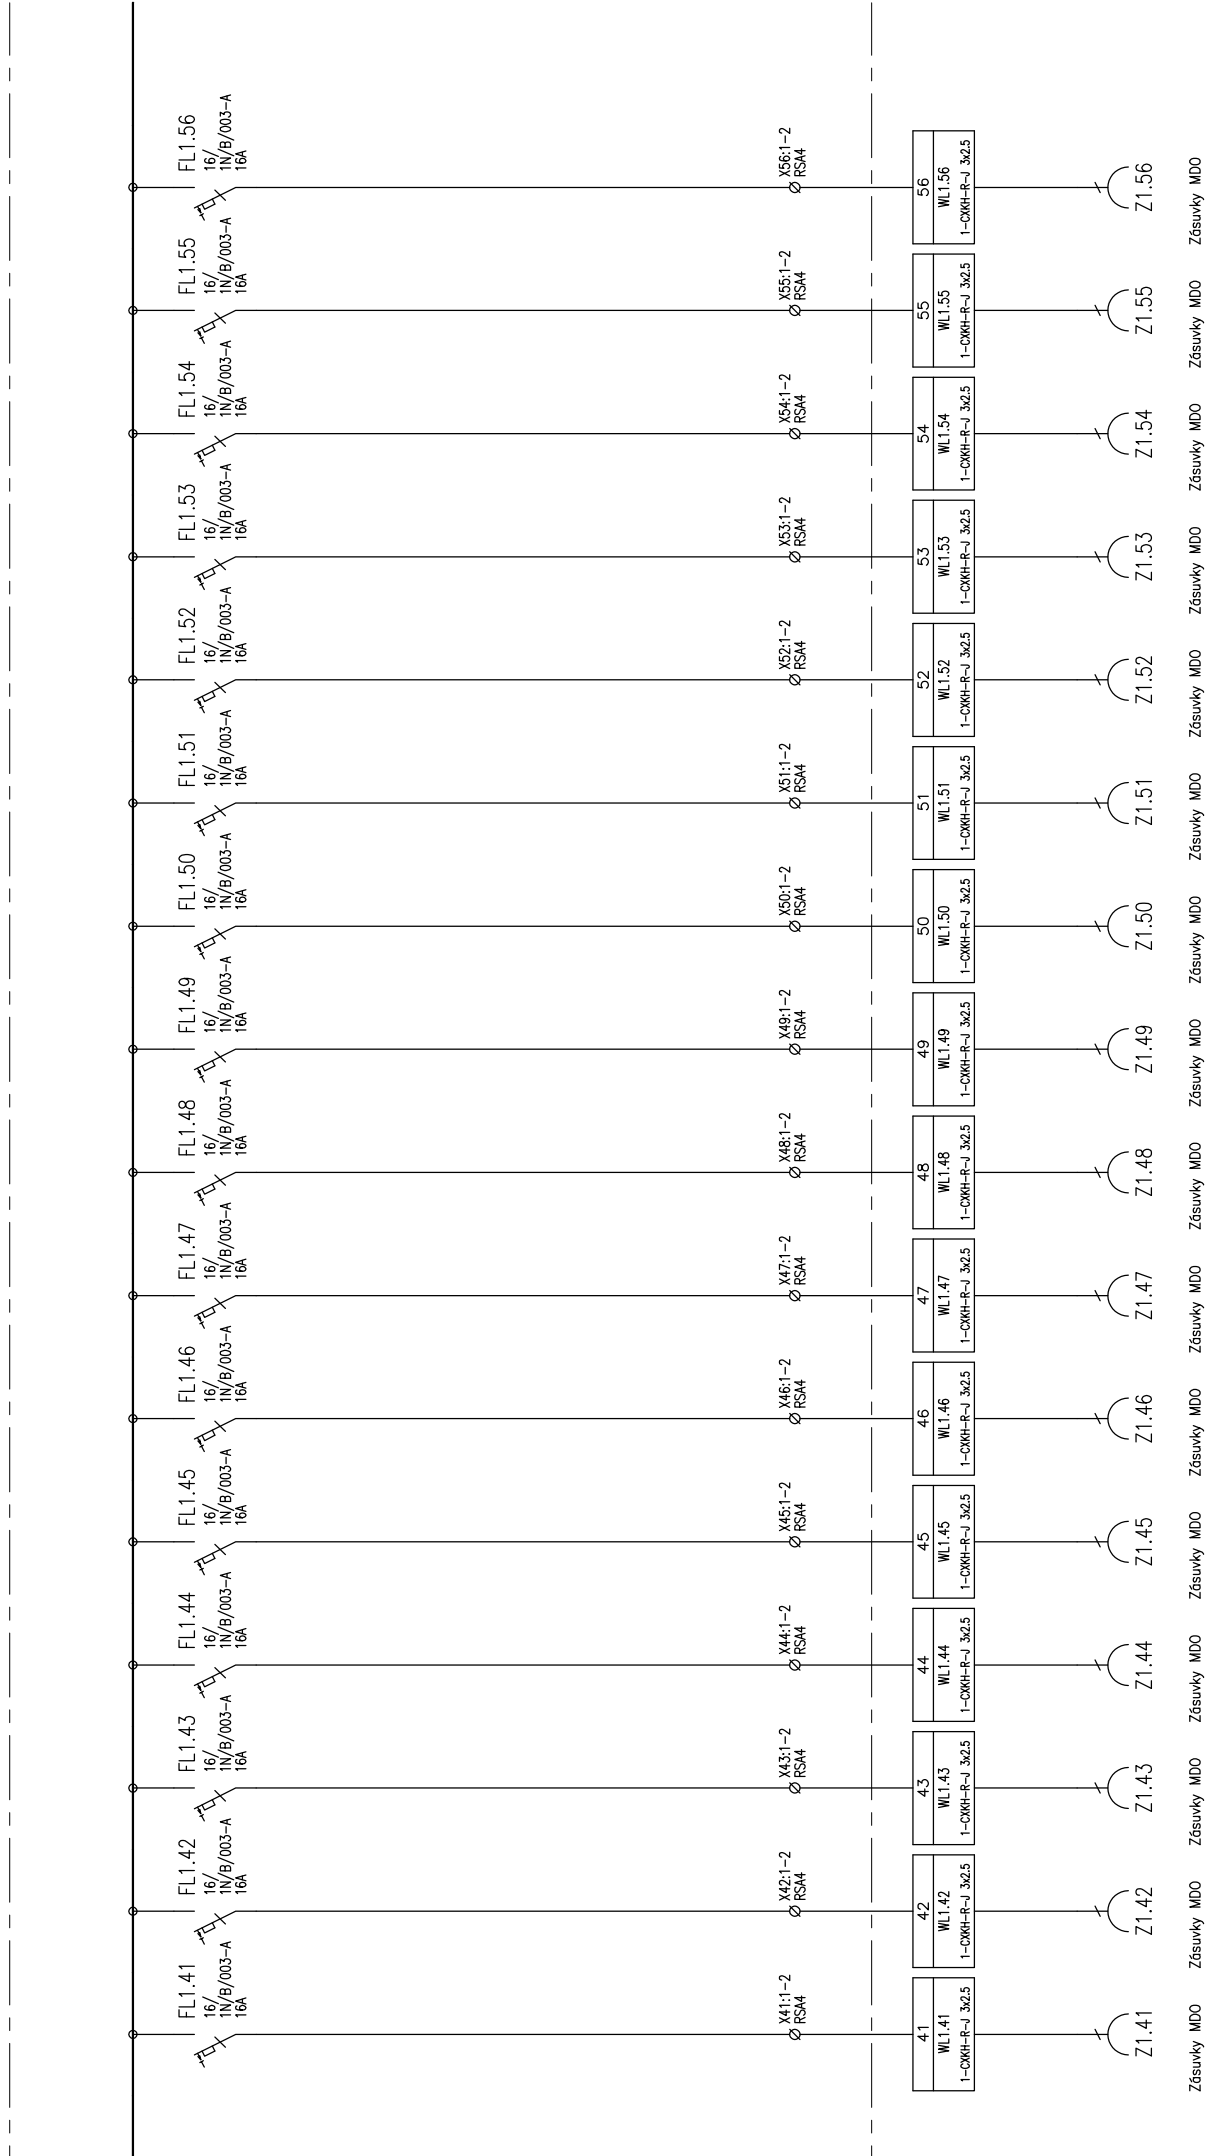 FL1.41
16/
1N/B/003-A
16A
X41:1-2
RSA4
41
WL1.41
1-CXKH-R-J 3x2.5
Z1.41
Zásuvky MDO
FL1.42
16/
1N/B/003-A
16A
X42:1-2
RSA4
42
WL1.42
1-CXKH-R-J 3x2.5
Z1.42
Zásuvky MDO
FL1.43
16/
1N/B/003-A
16A
X43:1-2
RSA4
43
WL1.43
1-CXKH-R-J 3x2.5
Z1.43
Zásuvky MDO
FL1.44
16/
1N/B/003-A
16A
X44:1-2
RSA4
44
WL1.44
1-CXKH-R-J 3x2.5
Z1.44
Zásuvky MDO
FL1.45
16/
1N/B/003-A
16A
X45:1-2
RSA4
45
WL1.45
1-CXKH-R-J 3x2.5
Z1.45
Zásuvky MDO
FL1.46
16/
1N/B/003-A
16A
X46:1-2
RSA4
46
WL1.46
1-CXKH-R-J 3x2.5
Z1.46
Zásuvky MDO
FL1.47
16/
1N/B/003-A
16A
X47:1-2
RSA4
47
WL1.47
1-CXKH-R-J 3x2.5
Z1.47
Zásuvky MDO
FL1.48
16/
1N/B/003-A
16A
X48:1-2
RSA4
48
WL1.48
1-CXKH-R-J 3x2.5
Z1.48
Zásuvky MDO
FL1.49
16/
1N/B/003-A
16A
X49:1-2
RSA4
49
WL1.49
1-CXKH-R-J 3x2.5
Z1.49
Zásuvky MDO
FL1.50
16/
1N/B/003-A
16A
X50:1-2
RSA4
50
WL1.50
1-CXKH-R-J 3x2.5
Z1.50
Zásuvky MDO
FL1.51
16/
1N/B/003-A
16A
X51:1-2
RSA4
51
WL1.51
1-CXKH-R-J 3x2.5
Z1.51
Zásuvky MDO
FL1.52
16/
1N/B/003-A
16A
X52:1-2
RSA4
52
WL1.52
1-CXKH-R-J 3x2.5
Z1.52
Zásuvky MDO
FL1.53
16/
1N/B/003-A
16A
X53:1-2
RSA4
53
WL1.53
1-CXKH-R-J 3x2.5
Z1.53
Zásuvky MDO
FL1.54
16/
1N/B/003-A
16A
X54:1-2
RSA4
54
WL1.54
1-CXKH-R-J 3x2.5
Z1.54
Zásuvky MDO
FL1.55
16/
1N/B/003-A
16A
X55:1-2
RSA4
55
WL1.55
1-CXKH-R-J 3x2.5
Z1.55
Zásuvky MDO
FL1.56
16/
1N/B/003-A
16A
X56:1-2
RSA4
56
WL1.56
1-CXKH-R-J 3x2.5
Z1.56
Zásuvky MDO